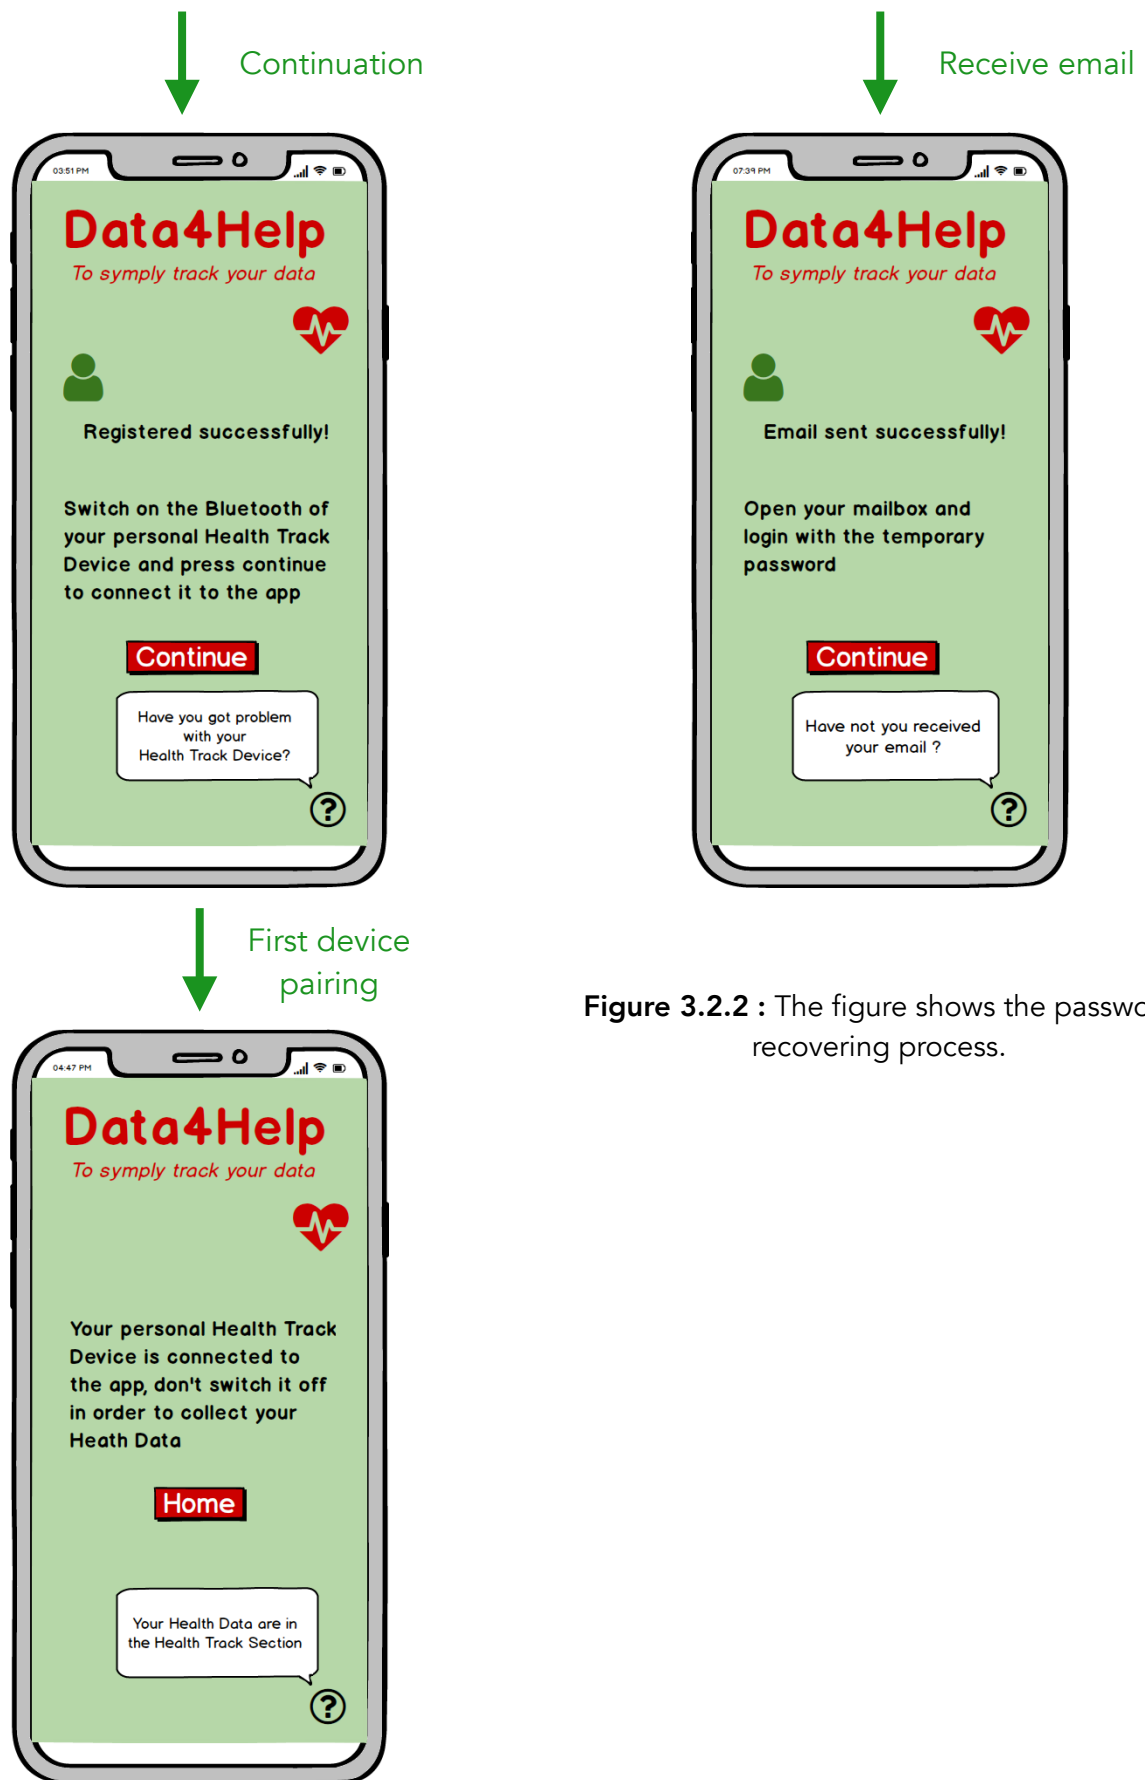 Continuation
03:51 PM
Data4Help
To symply track your data
Registered successfully!
Switch on the Bluetooth of
your personal Health Track
Device and press continue
to connect it to the app
Continue
Have you got problem
with your
Health Track Device?
?
First device
pairing
04:47 PM
Data4Help
To symply track your data
Your personal Health Track
Device is connected to
the app, don't switch it off
in order to collect your
Heath Data
Home
Your Health Data are in
the Health Track Section
?
Receive email
07:39 PM
Data4Help
To symply track your data
Email sent successfully!
Open your mailbox and
login with the temporary
password
Continue
Have not you received
your email ?
?
Figure 3.2.2 : The figure shows the passwo
recovering process.